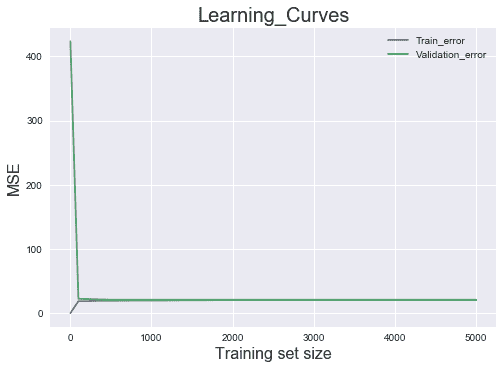 Learning_Curves
Train_error
Validation_error
400
300
200
100
0
MSE
0 1000 2000 3000 4000 5000
Training set size